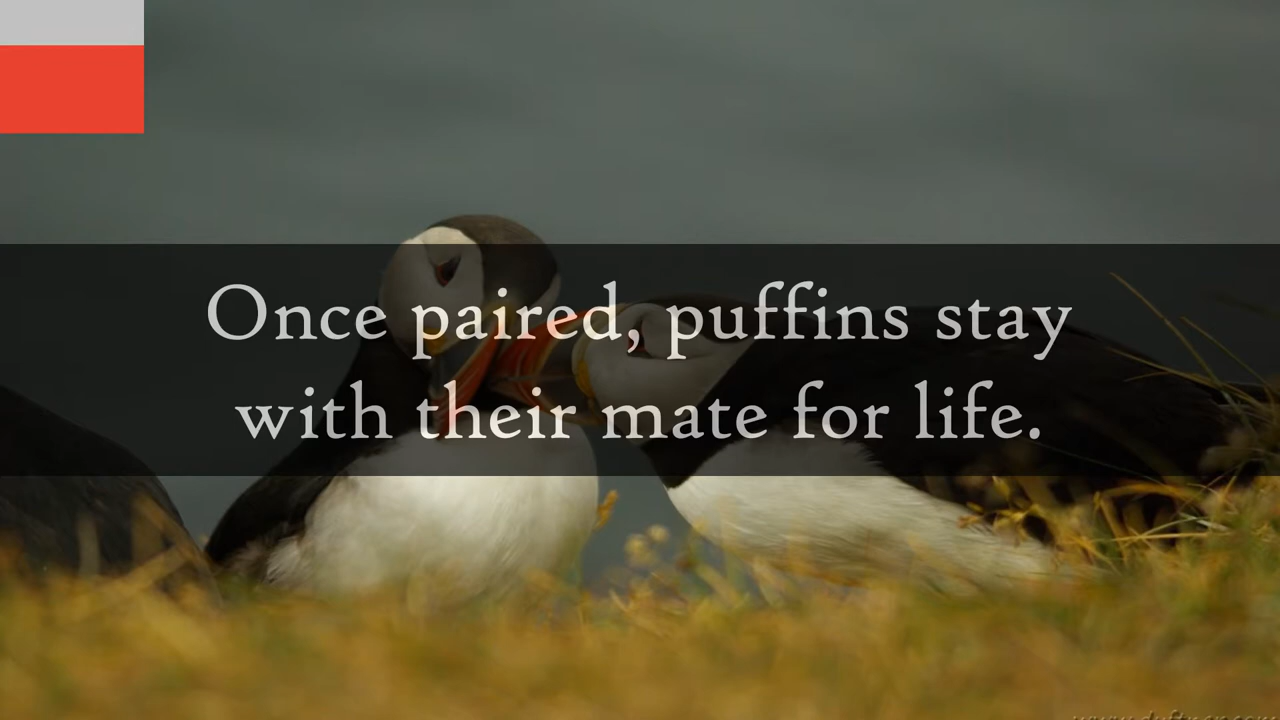 Once paired, puffins stay
with their mate for life.